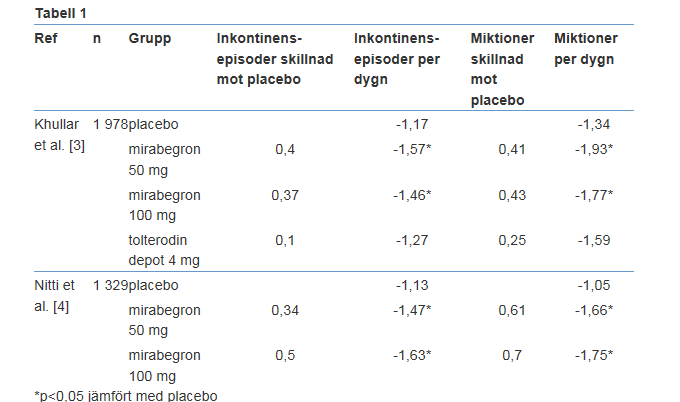 Tabell 1
Ref n Grupp Inkontinens- Inkontinens- Miktioner Miktioner
episoder skillnad episoder per skillnad per dygn
mot placebo dygn mot
placebo
Khullar 1 978 placebo -1,17 -1,34
et al. [3] mirabegron 0,4 -1,57* 0,41 -1,93*
50 mg
mirabegron 0,37 -1,46* 0,43 -1,77*
100 mg
tolterodin 0,1 -1,27 0,25 -1,59
depot 4 mg
Nitti et 1 329 placebo -1,13 -1,05
al. [4] mirabegron 0,34 -1,47* 0,61 -1,66*
50 mg
mirabegron 0,5 -1,63* 0,7 -1,75*
100 mg
*p<0,05 jämfört med placebo